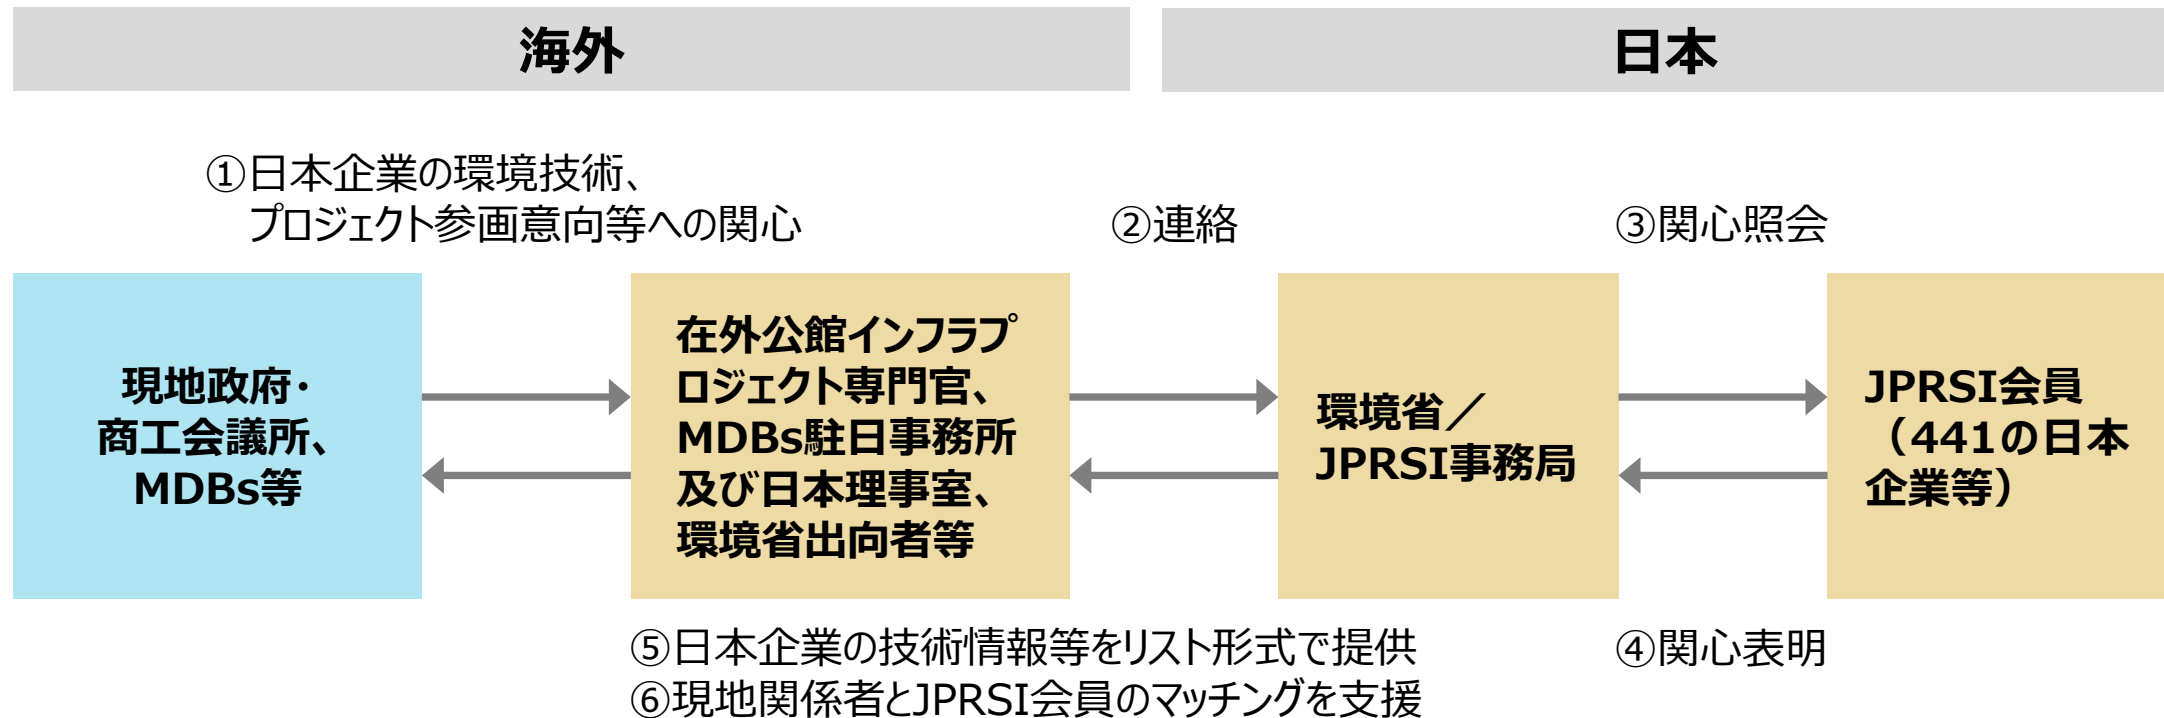 海外
日本
①日本企業の環境技術、
プロジェクト参画意向等への関心
②連絡
③関心照会
現地政府・
商工会議所、
MDBs等
在外公館インフラプ
ロジェクト専門官、
MDBs駐日事務所
及び日本理事室、
環境省出向者等
環境省／
JPRSI事務局
JPRSI会員
（441の日本
企業等）
⑤日本企業の技術情報等をリスト形式で提供
⑥現地関係者とJPRSI会員のマッチングを支援
④関心表明